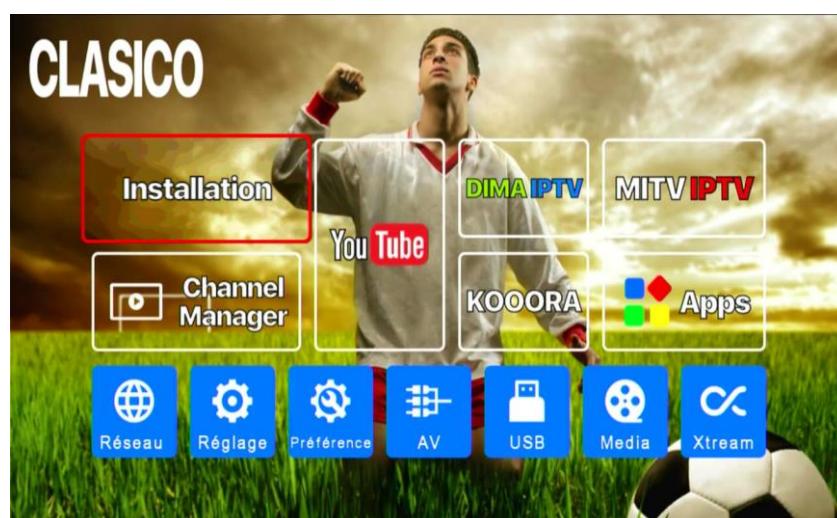 CLASICO
Installation
YouTube
DIMA IPTV
MITV IPTV
Channel
Manager
KOOORA
Apps
Réseau
Réglage
Préférence
AV
USB
Media
Xtream